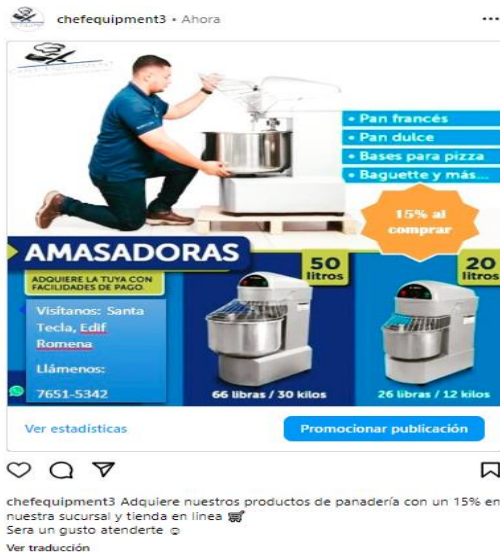 chefequipment3 • Ahora
• Pan francés
• Pan dulce
• Bases para pizza
• Baguette y más...
15% al
comprar
AMASADORAS
ADQUIERE LA TUYA CON
FACILIDADES DE PAGO.
Visítanos: Santa
Tecla, Edif
Romena
Llámenos:
7651-5342
50
litros
66 libras / 30 kilos
20
litros
26 libras / 12 kilos
Ver estadísticas
Promocionar publicación
chefequipment3 Adquiere nuestros productos de panadería con un 15% en
nuestra sucursal y tienda en linea 🛒
Sera un gusto atenderte ☺
Ver traducción